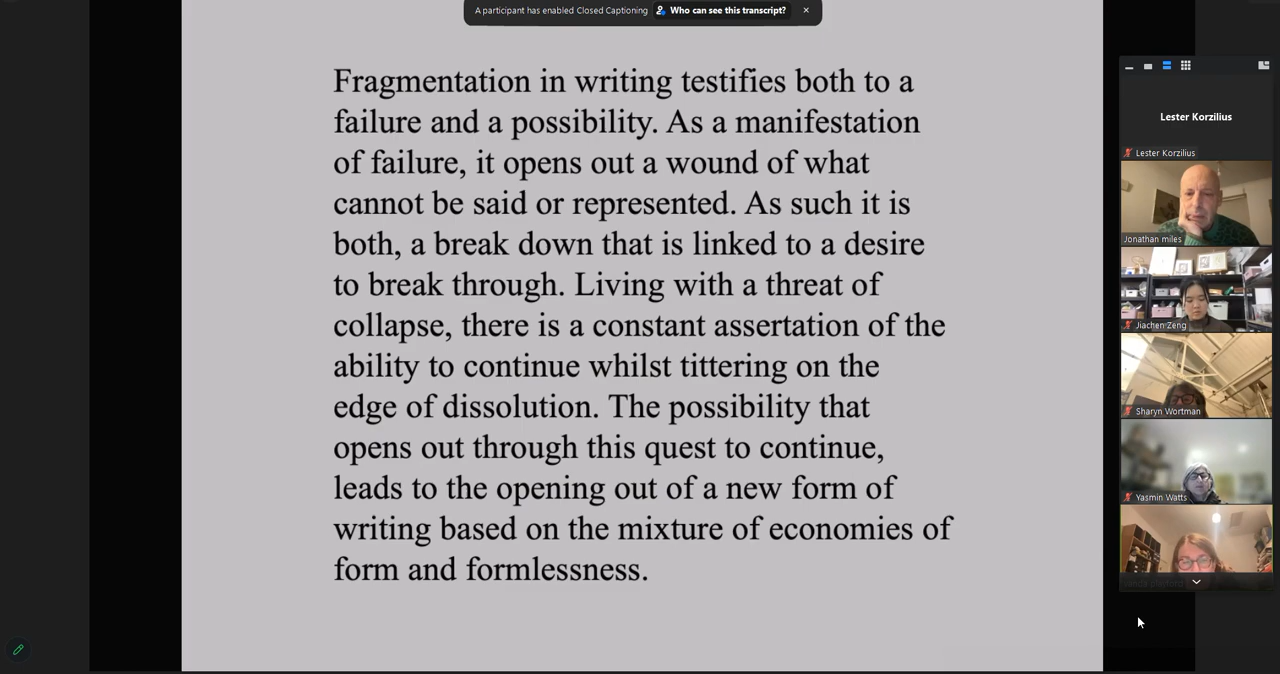 A participant has enabled Closed Captioning Who can see this transcript?
Fragmentation in writing testifies both to a
failure and a possibility. As a manifestation
of failure, it opens out a wound of what
cannot be said or represented. As such it is
both, a break down that is linked to a desire
to break through. Living with a threat of
collapse, there is a constant assertation of the
ability to continue whilst tittering on the
edge of dissolution. The possibility that
opens out through this quest to continue,
leads to the opening out of a new form of
writing based on the mixture of economies of
form and formlessness.
Lester Korzilius
Lester Korzilius
Jonathan miles
Jiachen Zeng
Sharyn Wortman
Yasmin Watts